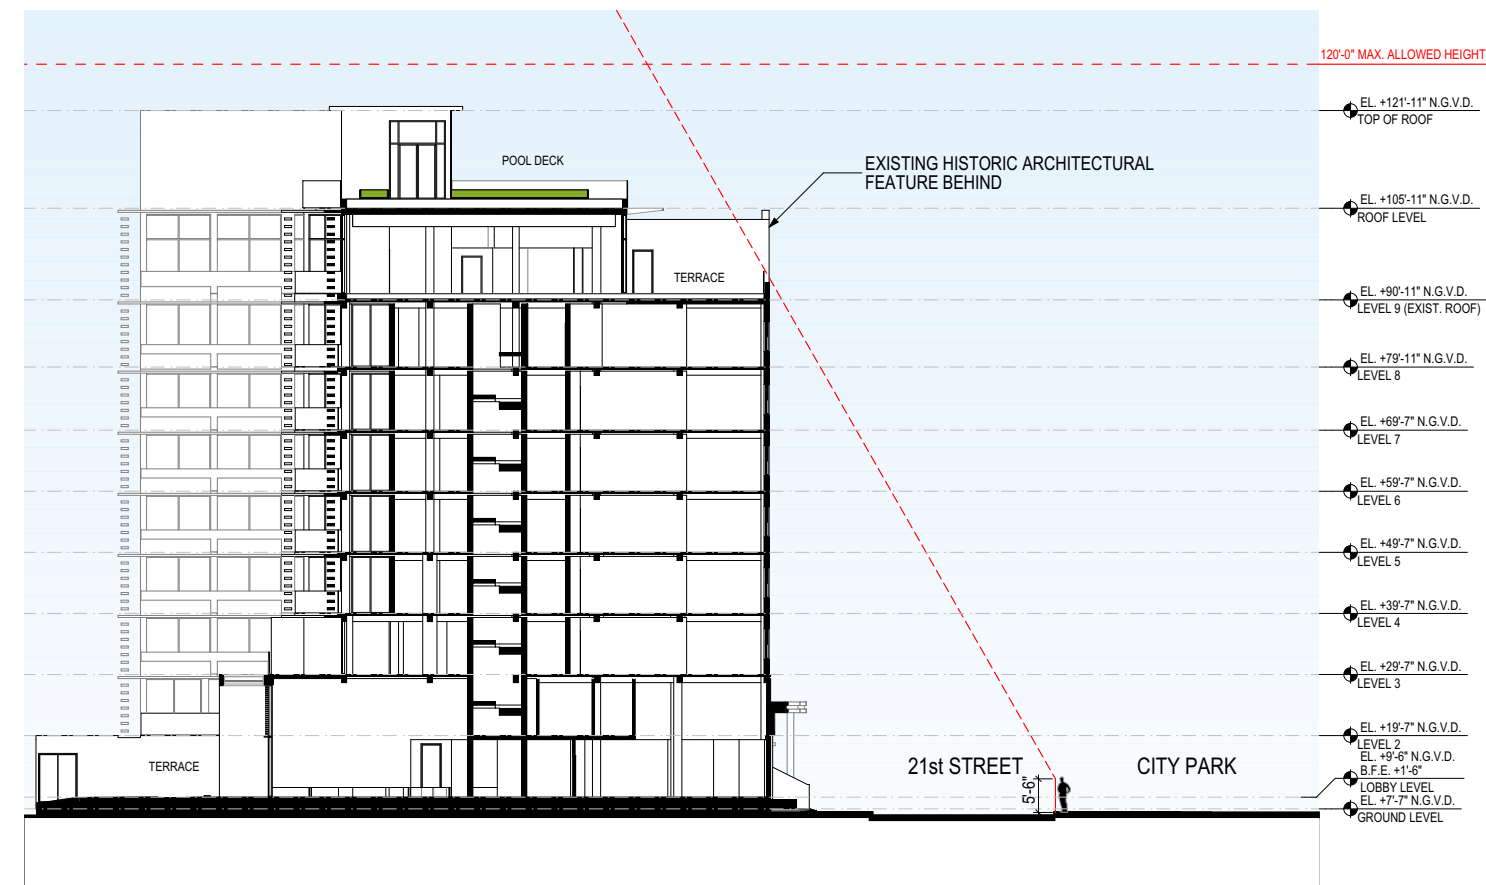 120'-0" MAX. ALLOWED HEIGHT
EL. +121'-11" N.G.V.D.
TOP OF ROOF
POOL DECK
EXISTING HISTORIC ARCHITECTURAL
FEATURE BEHIND
EL. +105'-11" N.G.V.D.
ROOF LEVEL
TERRACE
EL. +90'-11" N.G.V.D.
LEVEL 9 (EXIST. ROOF)
EL. +79'-11" N.G.V.D.
LEVEL 8
EL. +69'-7" N.G.V.D.
LEVEL 7
EL. +59'-7" N.G.V.D.
LEVEL 6
EL. +49'-7" N.G.V.D.
LEVEL 5
EL. +39'-7" N.G.V.D.
LEVEL 4
EL. +29'-7" N.G.V.D.
LEVEL 3
EL. +19'-7" N.G.V.D.
LEVEL 2
TERRACE
21st STREET
5'-6"
CITY PARK
EL. +9'-6" N.G.V.D.
B.F.E. +1'-6"
LOBBY LEVEL
EL. +7'-7" N.G.V.D.
GROUND LEVEL